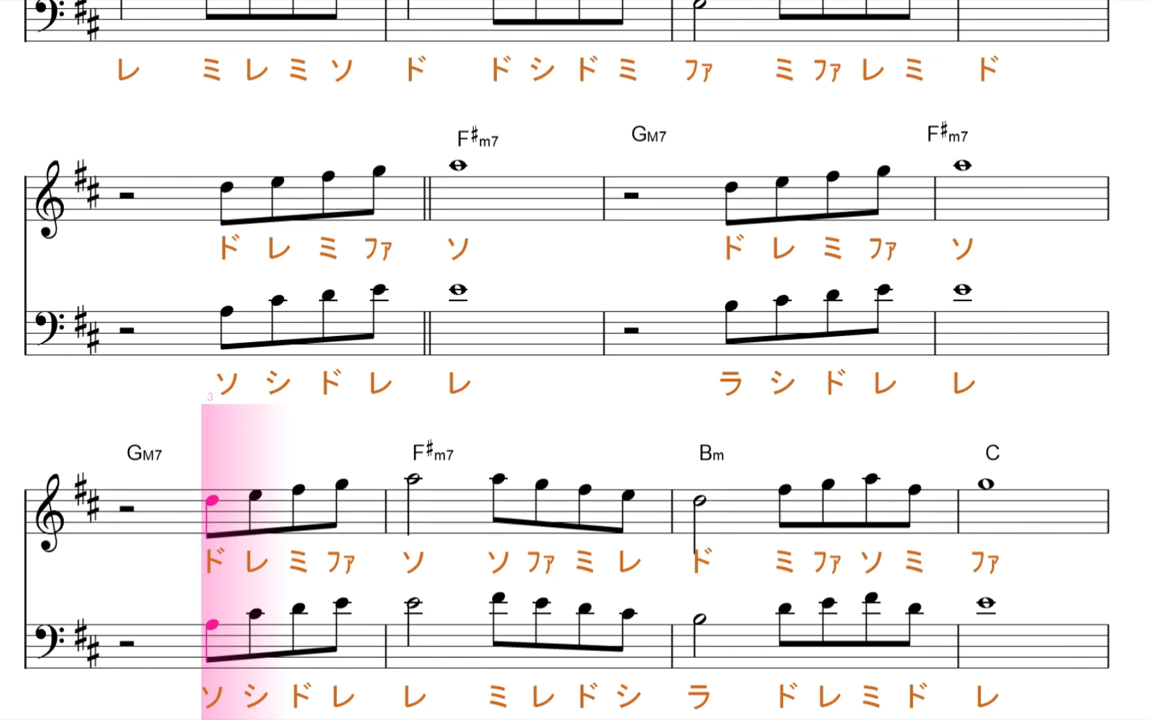 レ ミ レ ミ ソ ド ド シ ド ミ ファ ミ ファ レ ミ ド
F♯m7 GM7 F♯m7
ド レ ミ ファ ソ ド レ ミ ファ ソ
ソ シ ド レ レ ラ シ ド レ レ
3
GM7 F♯m7 Bm C
ド レ ミ ファ ソ ソ ファ ミ レ ド ミ ファ ソ ミ ファ
ソ シ ド レ レ ミ レ ド シ ラ ド レ ミ ド レ